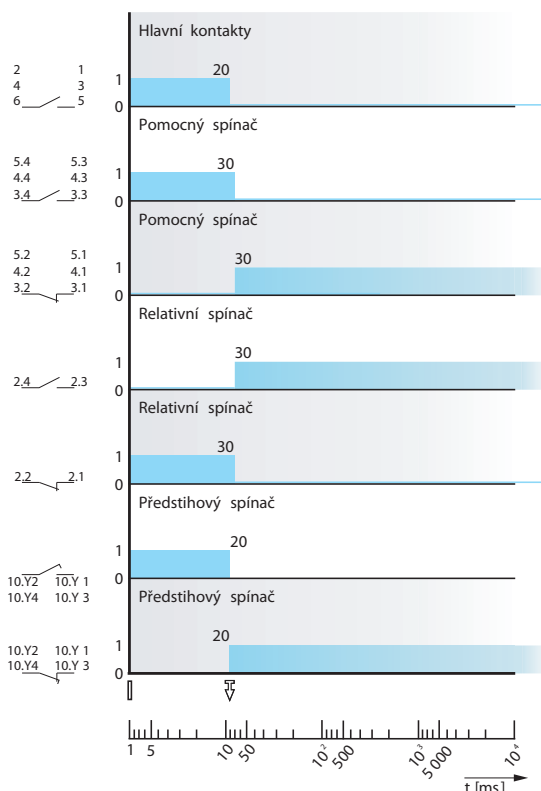 Hlavní kontakty
2 1
4 3
6 5
20
1
0
Pomocný spínač
5.4 5.3
4.4 4.3
3.4 3.3
30
1
0
Pomocný spínač
5.2 5.1
4.2 4.1
3.2 3.1
30
1
0
Relativní spínač
2.4 2.3
30
1
0
Relativní spínač
2.2 2.1
30
1
0
Předstihový spínač
20
1
0
10.Y2 10.Y 1
10.Y4 10.Y 3
Předstihový spínač
20
10.Y2 10.Y 1
10.Y4 10.Y 3
1
0
1 5 10 50 10² 500 10³ 5 000 10⁴
t [ms]